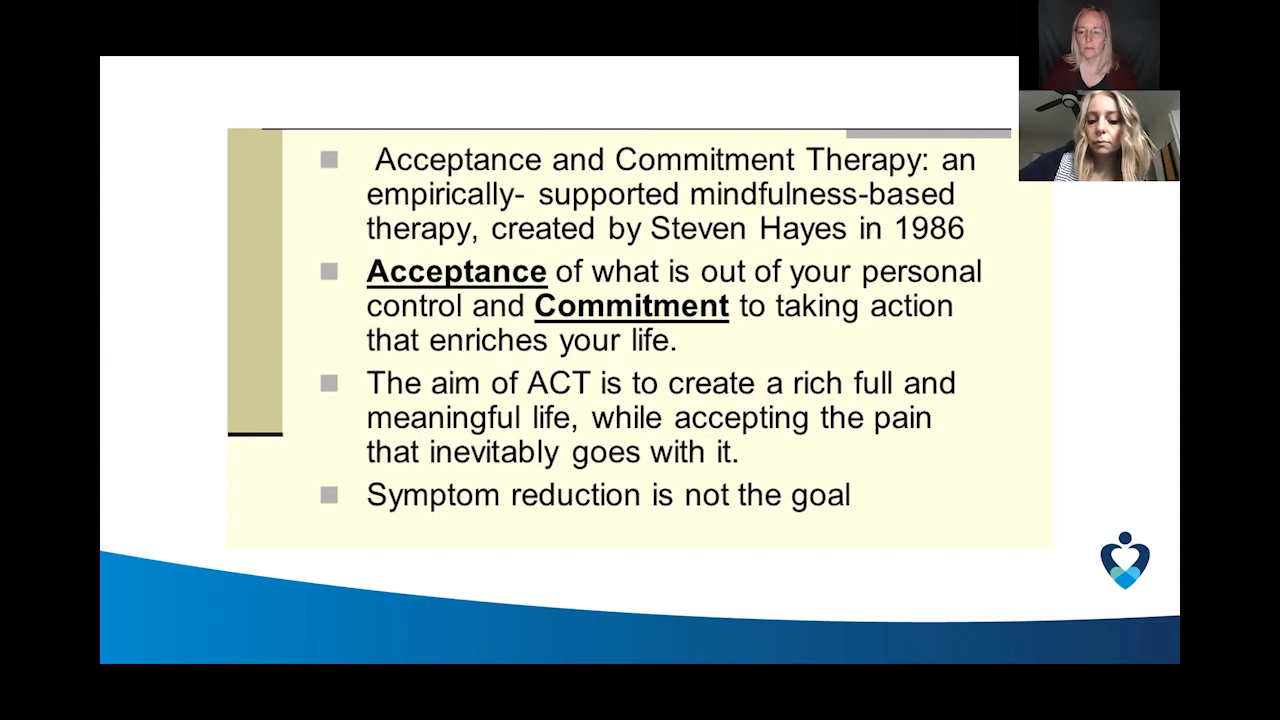 Acceptance and Commitment Therapy: an
empirically- supported mindfulness-based
therapy, created by Steven Hayes in 1986
Acceptance of what is out of your personal
control and Commitment to taking action
that enriches your life.
The aim of ACT is to create a rich full and
meaningful life, while accepting the pain
that inevitably goes with it.
Symptom reduction is not the goal